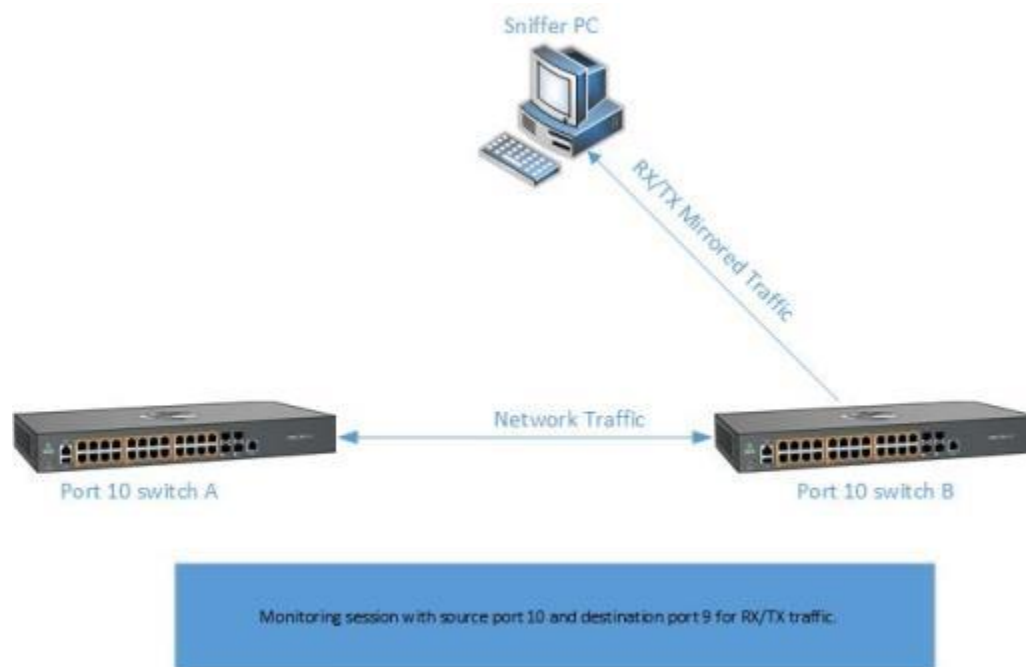 Sniffer PC
RX/TX Mirrored Traffic
Network Traffic
Port 10 switch A
Port 10 switch B
Monitoring session with source port 10 and destination port 9 for RX/TX traffic.